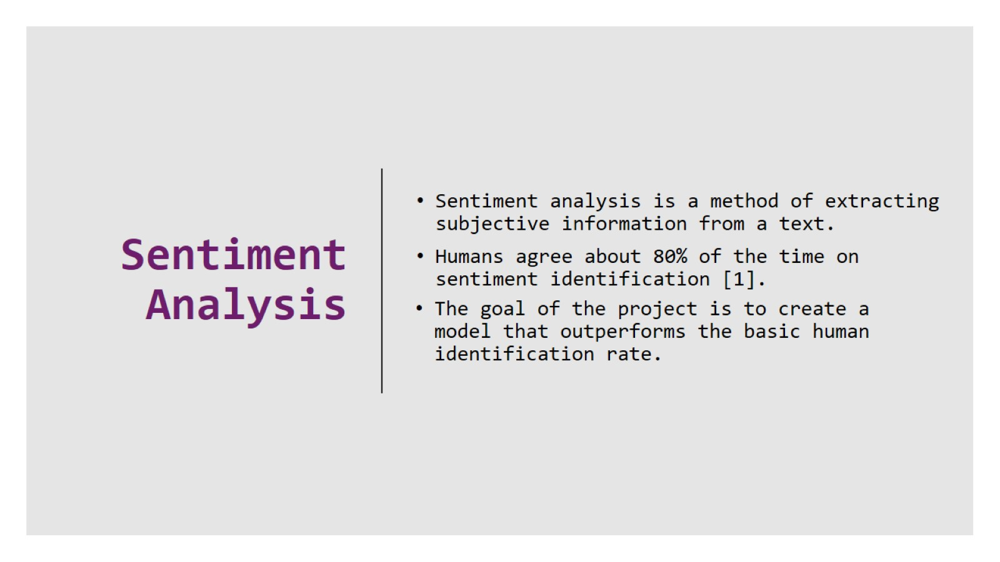 Sentiment
Analysis
• Sentiment analysis is a method of extracting
subjective information from a text.
• Humans agree about 80% of the time on
sentiment identification [1].
• The goal of the project is to create a
model that outperforms the basic human
identification rate.